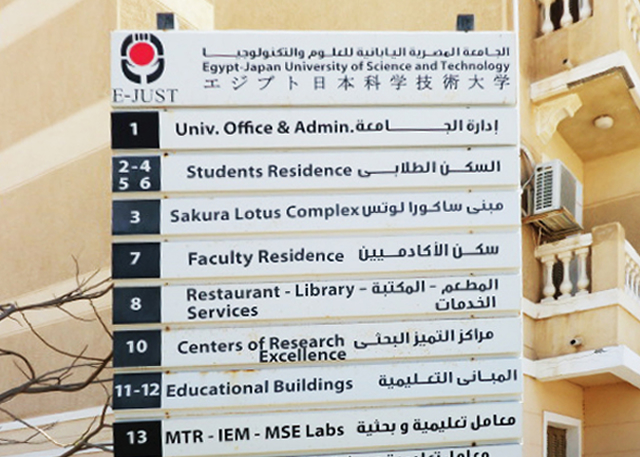 الجامعة المصرية اليابانية للعلوم والتكنولوجيا
Egypt-Japan University of Science and Technology
エジプト日本科学技術大学
E-JUST
1 Univ. Office & Admin. إدارة الجامعة
2-4 Students Residence السكن الطلابى
5 6
3 Sakura Lotus Complex مبنى ساكورا لوتس
7 Faculty Residence سكن الأكادميين
8 Restaurant - Library - المطعم - المكتبة -
Services الخدمات
10 Centers of Research مراكز التميز البحثى
Excellence
11-12 Educational Buildings المبانى التعليمية
13 MTR - IEM - MSE Labs معامل تعليمية و بحثية
معامل تعليمية